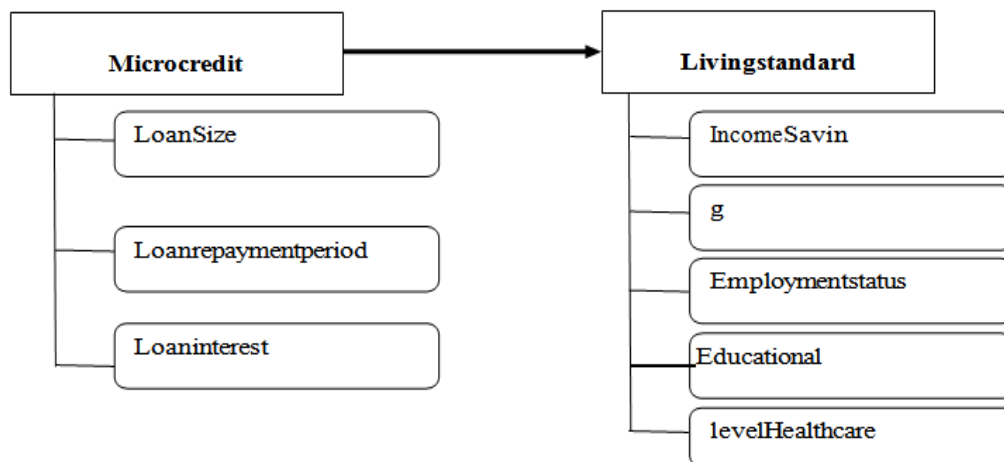 Microcredit
LoanSize
Loanrepaymentperiod
Loaninterest
Livingstandard
IncomeSavin
g
Employmentstatus
Educational
levelHealthcare